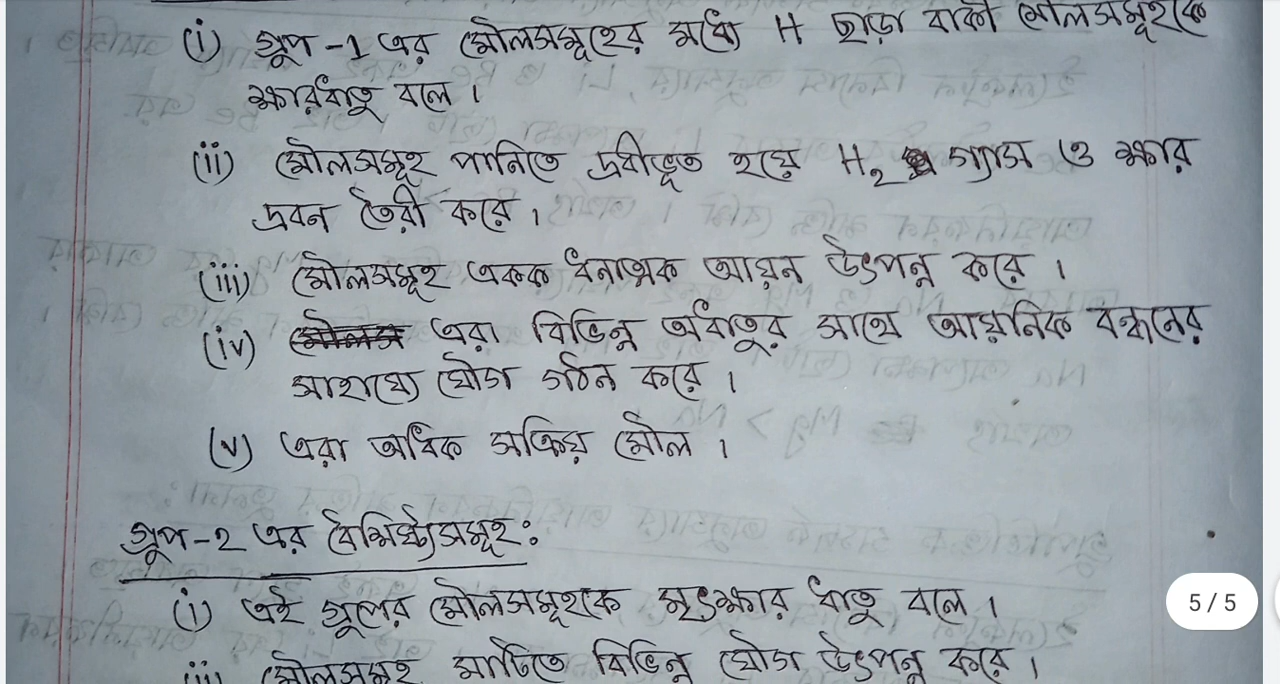 (i) গ্রুপ -1 এর মৌলসমূহের মধ্যে H ছাড়া বাকী মৌলসমূহকে
ক্ষারধাতু বলে।
(ii) মৌলসমূহ পানিতে দ্রবীভূত হয়ে H₂ গ্যাস ও ক্ষার
দ্রবন তৈরী করে।
(iii) মৌলসমূহ একক ধনাত্মক আয়ন উৎপন্ন করে।
(iv) এরা বিভিন্ন অধাতুর সাথে আয়নিক বন্ধনের
সাহায্যে যৌগ গঠন করে।
(v) এরা অধিক সক্রিয় মৌল।
গ্রুপ-2 এর বৈশিষ্ট্যসমূহ:
(i) এই গ্রুপের মৌলসমূহকে মৃৎক্ষার ধাতু বলে।
(ii) মৌলসমূহ মাটিতে বিভিন্ন যৌগ উৎপন্ন করে।
5/5